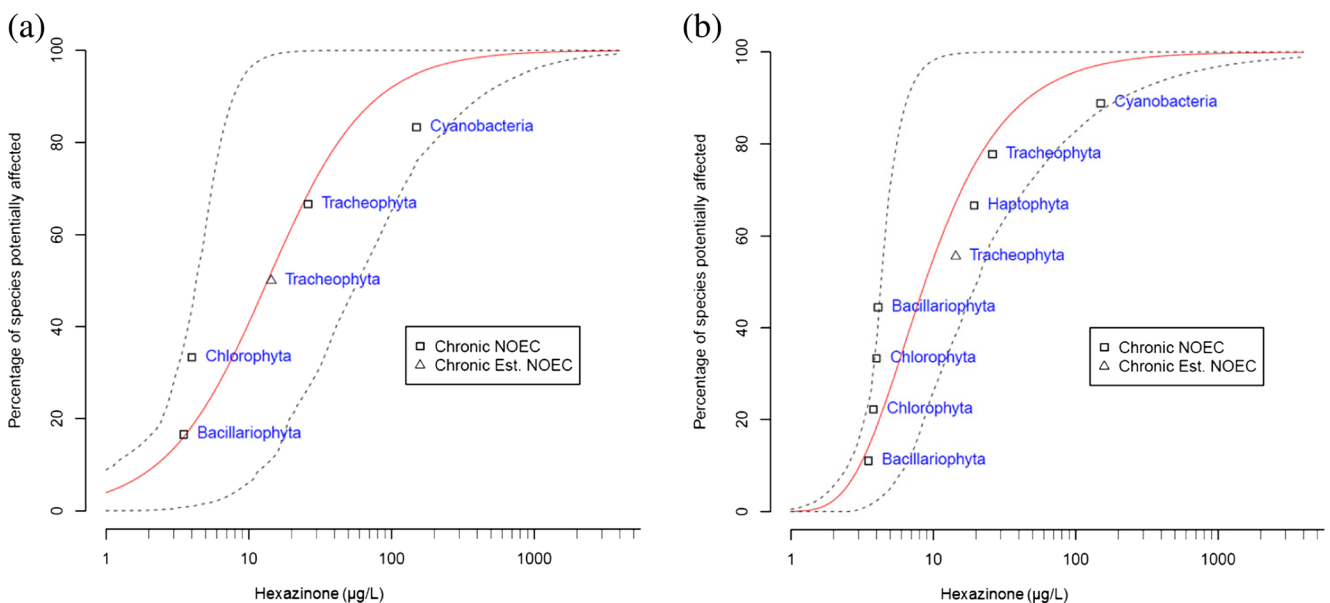 (a)
Percentage of species potentially affected
100
80
60
40
20
0
Cyanobacteria
Tracheophyta
Tracheophyta
Chlorophyta
Bacillariophyta
Chronic NOEC
Chronic Est. NOEC
1
10
100
1000
Hexazinone (µg/L)
(b)
Percentage of species potentially affected
100
80
60
40
20
0
Cyanobacteria
Tracheophyta
Haptophyta
Tracheophyta
Bacillariophyta
Chlorophyta
Chlorophyta
Bacillariophyta
Chronic NOEC
Chronic Est. NOEC
1
10
100
1000
Hexazinone (µg/L)